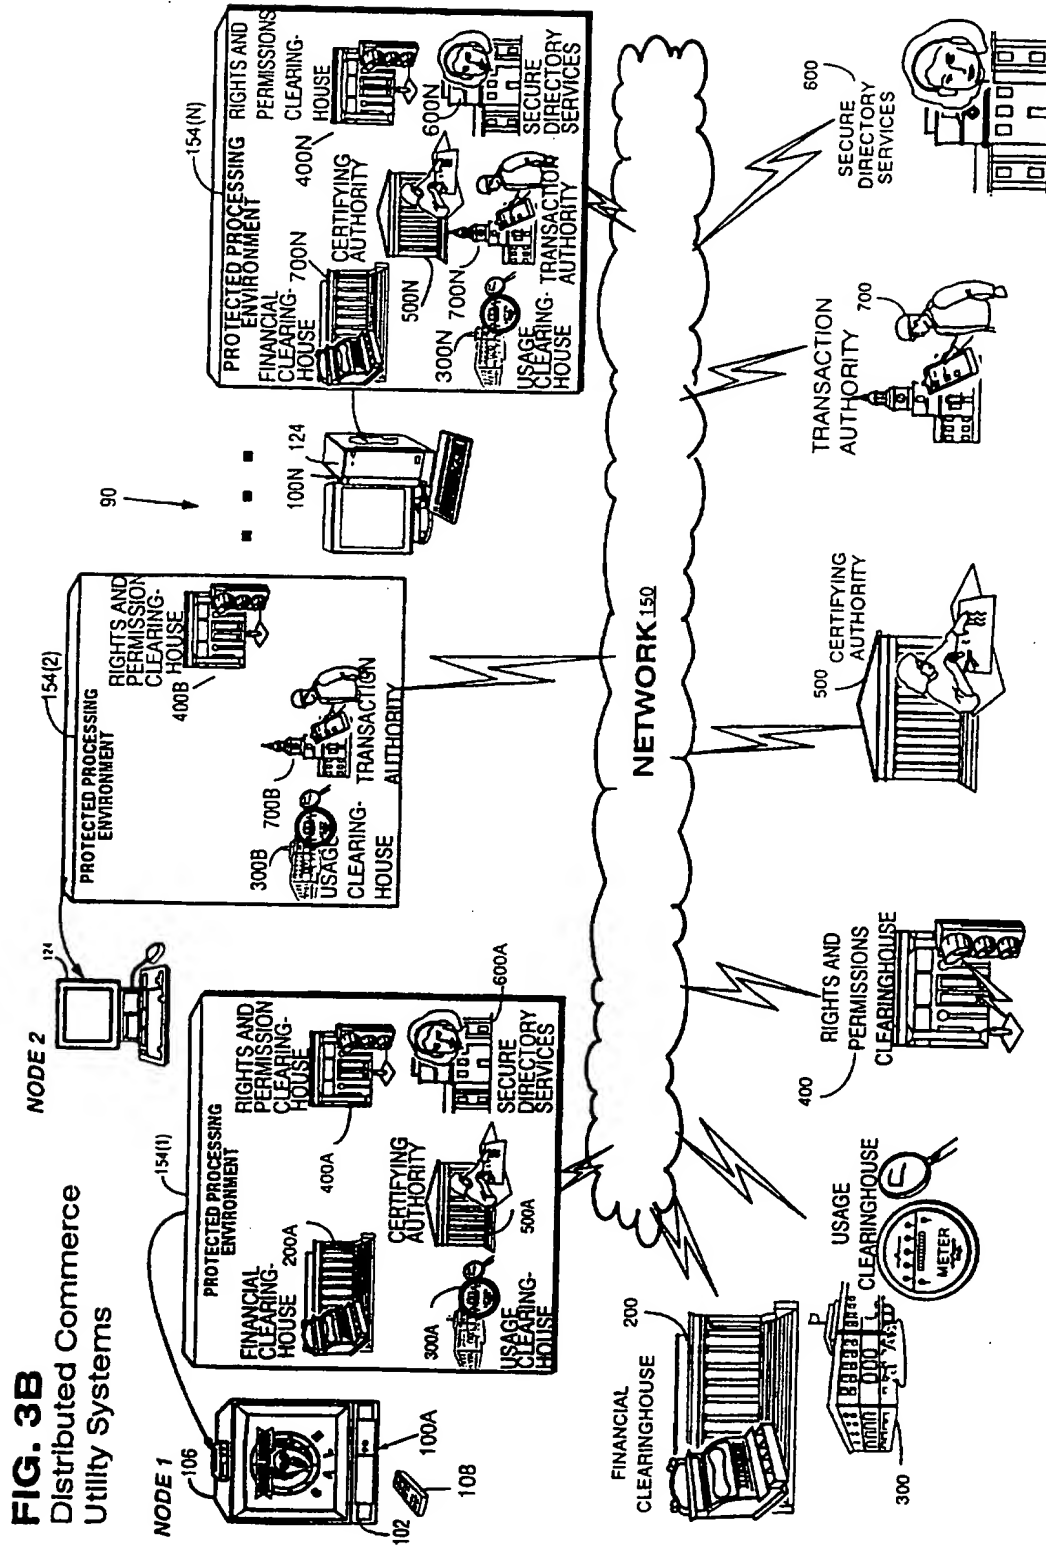 FIG. 3B
Distributed Commerce
Utility Systems
NODE 1
106
102
108
100A
154(1)
PROTECTED PROCESSING
ENVIRONMENT
FINANCIAL
CLEARING-
HOUSE
200A
RIGHTS AND
PERMISSION
CLEARING-
HOUSE
400A
CERTIFYING
AUTHORITY
500A
300A
USAGE
CLEARING-
HOUSE
600A
SECURE
DIRECTORY
SERVICES
NODE 2
124
154(2)
PROTECTED PROCESSING
ENVIRONMENT
RIGHTS AND
PERMISSION
CLEARING-
HOUSE
400B
300B
USAGE
CLEARING-
HOUSE
700B
TRANSACTION
AUTHORITY
90
100N
124
154(N)
PROTECTED PROCESSING
ENVIRONMENT
FINANCIAL
CLEARING-
HOUSE
700N
RIGHTS AND
PERMISSIONS
CLEARING-
HOUSE
400N
CERTIFYING
AUTHORITY
500N
300N
USAGE
CLEARING-
HOUSE
700N
TRANSACTION
AUTHORITY
600N
SECURE
DIRECTORY
SERVICES
NETWORK 150
FINANCIAL
CLEARINGHOUSE
200
300
USAGE
CLEARINGHOUSE
METER
400
RIGHTS AND
PERMISSIONS
CLEARINGHOUSE
500
CERTIFYING
AUTHORITY
TRANSACTION
AUTHORITY
700
SECURE
DIRECTORY
SERVICES
600